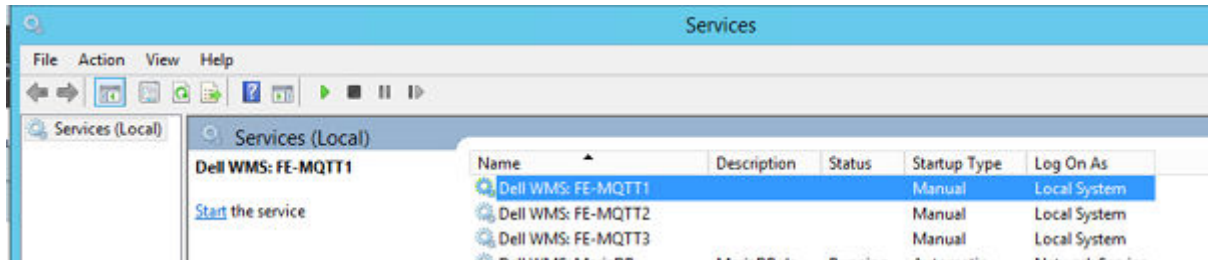 Services
File Action View Help
Services (Local)
Services (Local)
Dell WMS: FE-MQTT1
Start the service
Name Description Status Startup Type Log On As
Dell WMS: FE-MQTT1 Manual Local System
Dell WMS: FE-MQTT2 Manual Local System
Dell WMS: FE-MQTT3 Manual Local System